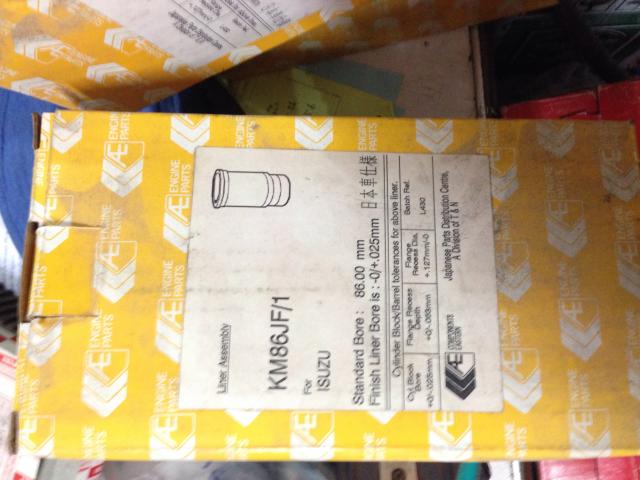 Liner Assembly
KM86JF/1
For
ISUZU
Standard Bore : 86.00 mm
Finish Liner Bore is : -0/+.025mm 日本車仕様
Cylinder Block/Barrel tolerances for above liner.
Cyl. Block Bore
Flange Recess Depth
Flange Recess Dia.
Batch Ref.
+0/-.025mm
+0/-.063mm
+.127mm/-0
L430
Æ COMPONENTS EASTERN
Japanese Parts Distribution Centre,
A Division of T & N
Æ ENGINE PARTS